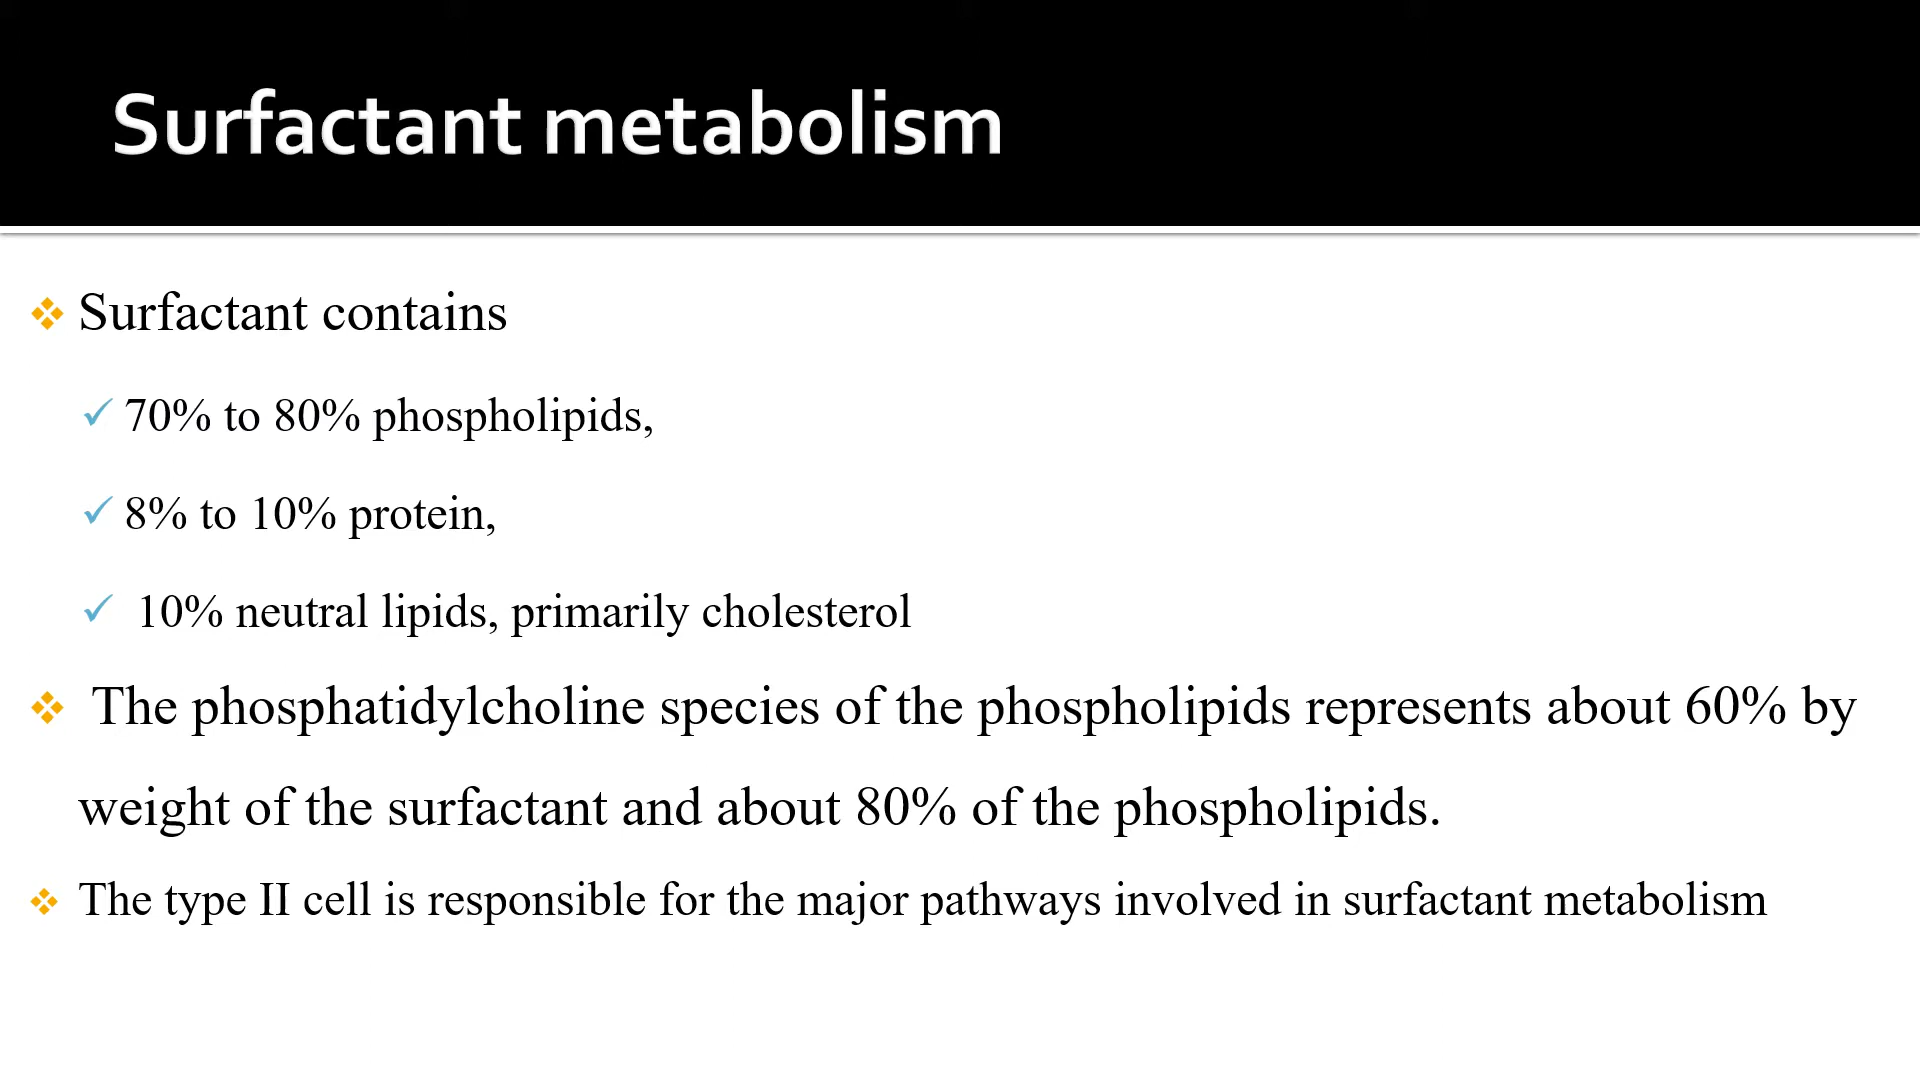 Surfactant metabolism
Surfactant contains
70% to 80% phospholipids,
8% to 10% protein,
10% neutral lipids, primarily cholesterol
The phosphatidylcholine species of the phospholipids represents about 60% by
weight of the surfactant and about 80% of the phospholipids.
The type II cell is responsible for the major pathways involved in surfactant metabolism